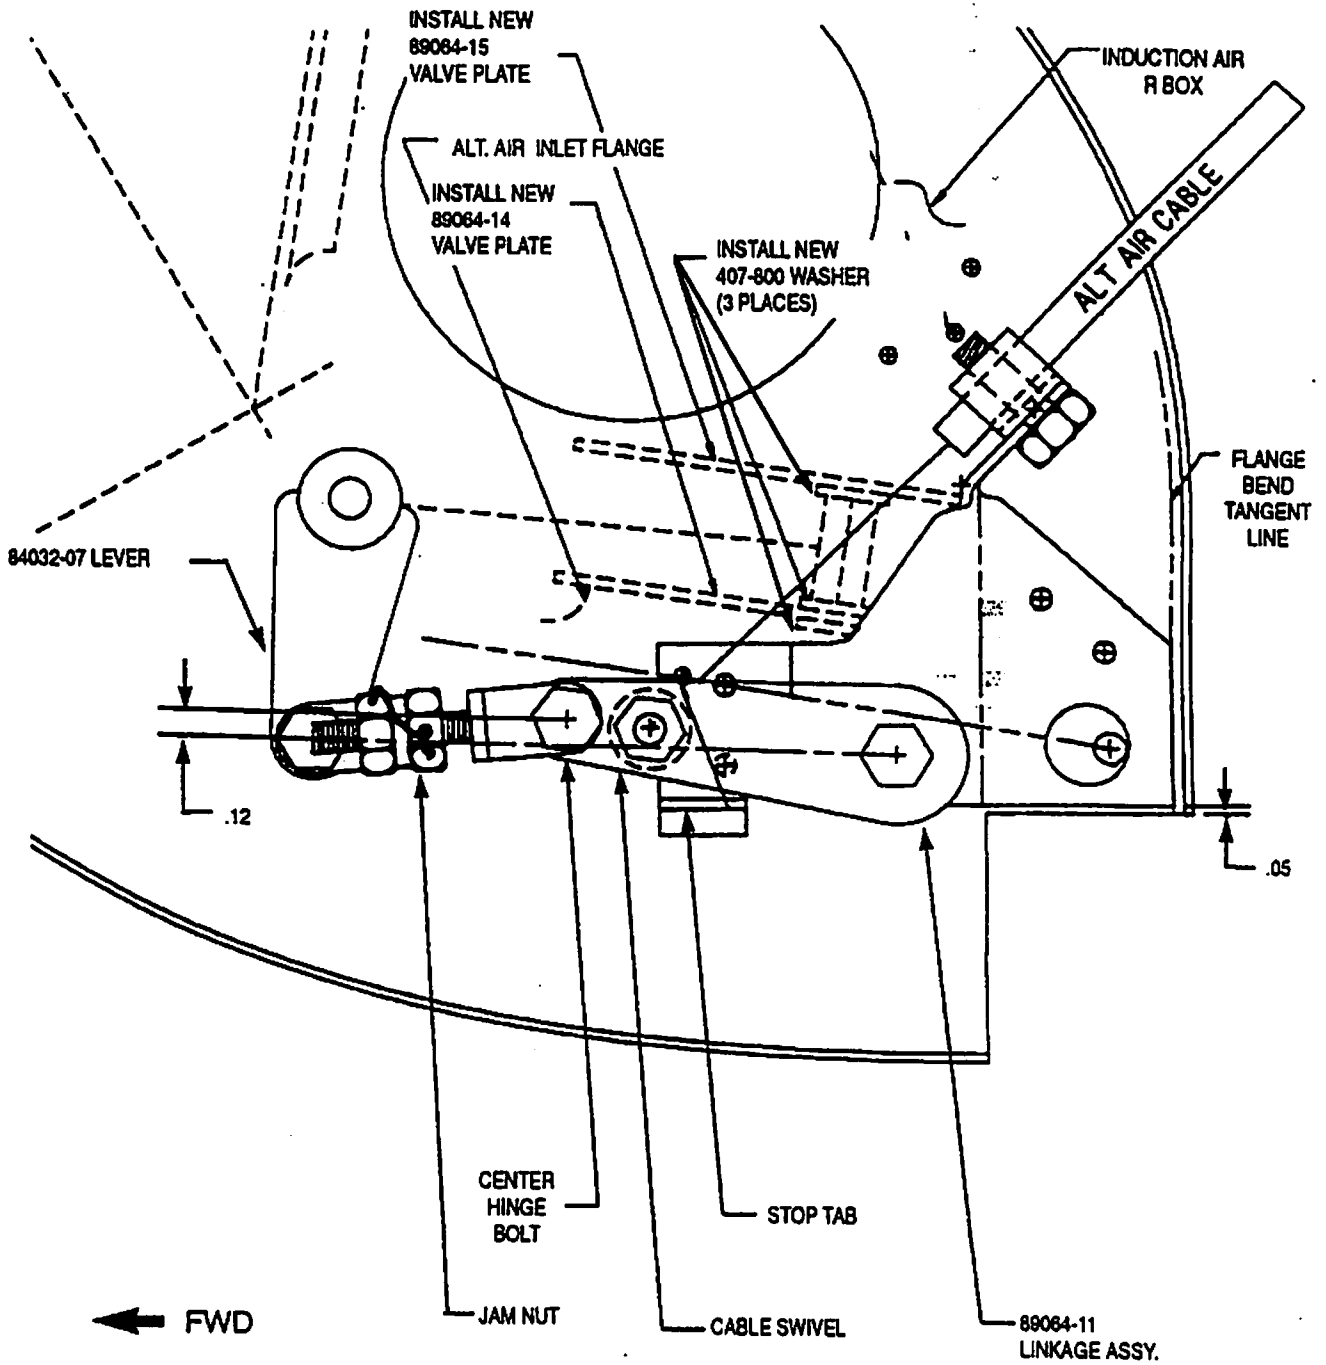 INSTALL NEW
89064-15
VALVE PLATE
INDUCTION AIR
R BOX
ALT. AIR INLET FLANGE
INSTALL NEW
89064-14
VALVE PLATE
INSTALL NEW
407-800 WASHER
(3 PLACES)
ALT AIR CABLE
FLANGE
BEND
TANGENT
LINE
84032-07 LEVER
.12
.05
CENTER
HINGE
BOLT
STOP TAB
JAM NUT
CABLE SWIVEL
89064-11
LINKAGE ASSY.
FWD